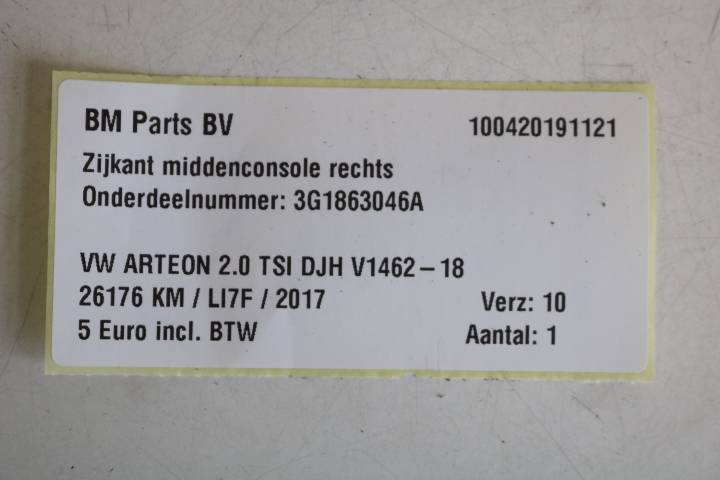 BM Parts BV 100420191121
Zijkant middenconsole rechts
Onderdeelnummer: 3G1863046A
VW ARTEON 2.0 TSI DJH V1462 – 18
26176 KM / LI7F / 2017 Verz: 10
5 Euro incl. BTW Aantal: 1